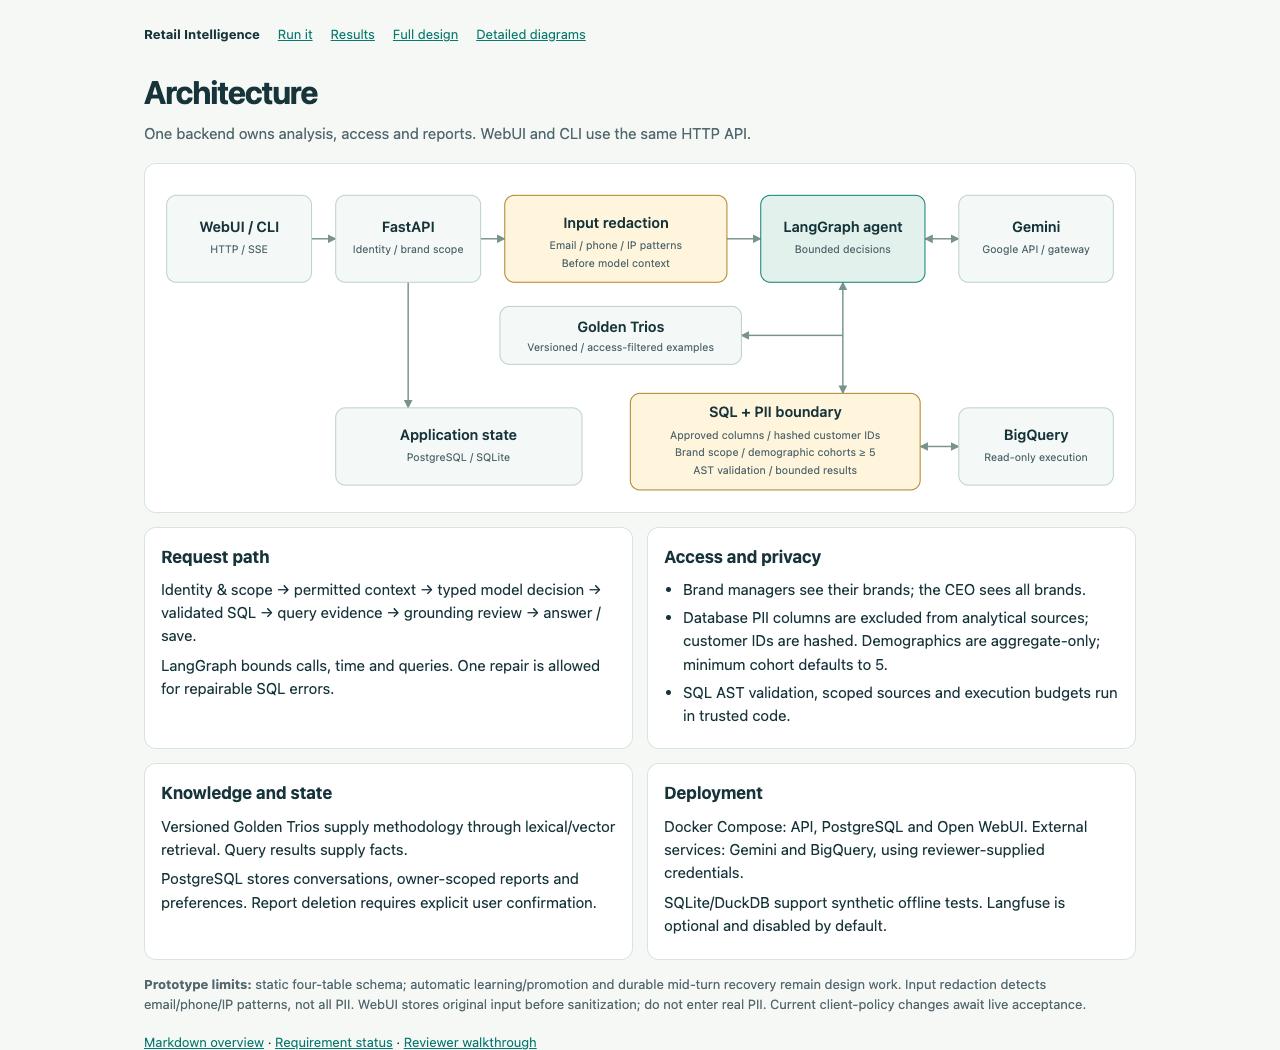 Retail Intelligence Run it Results Full design Detailed diagrams
Architecture
One backend owns analysis, access and reports. WebUI and CLI use the same HTTP API.
WebUI / CLI
HTTP / SSE
FastAPI
Identity / brand scope
Input redaction
Email / phone / IP patterns
Before model context
LangGraph agent
Bounded decisions
Gemini
Google API / gateway
Golden Trios
Versioned / access-filtered examples
Application state
PostgreSQL / SQLite
SQL + PII boundary
Approved columns / hashed customer IDs
Brand scope / demographic cohorts ≥ 5
AST validation / bounded results
BigQuery
Read-only execution
Request path
Identity & scope → permitted context → typed model decision →
validated SQL → query evidence → grounding review → answer /
save.
LangGraph bounds calls, time and queries. One repair is allowed
for repairable SQL errors.
Access and privacy
• Brand managers see their brands; the CEO sees all brands.
• Database PII columns are excluded from analytical sources;
customer IDs are hashed. Demographics are aggregate-only;
minimum cohort defaults to 5.
• SQL AST validation, scoped sources and execution budgets run
in trusted code.
Knowledge and state
Versioned Golden Trios supply methodology through lexical/vector
retrieval. Query results supply facts.
PostgreSQL stores conversations, owner-scoped reports and
preferences. Report deletion requires explicit user confirmation.
Deployment
Docker Compose: API, PostgreSQL and Open WebUI. External
services: Gemini and BigQuery, using reviewer-supplied
credentials.
SQLite/DuckDB support synthetic offline tests. Langfuse is
optional and disabled by default.
Prototype limits: static four-table schema; automatic learning/promotion and durable mid-turn recovery remain design work. Input redaction detects
email/phone/IP patterns, not all PII. WebUI stores original input before sanitization; do not enter real PII. Current client-policy changes await live acceptance.
Markdown overview · Requirement status · Reviewer walkthrough